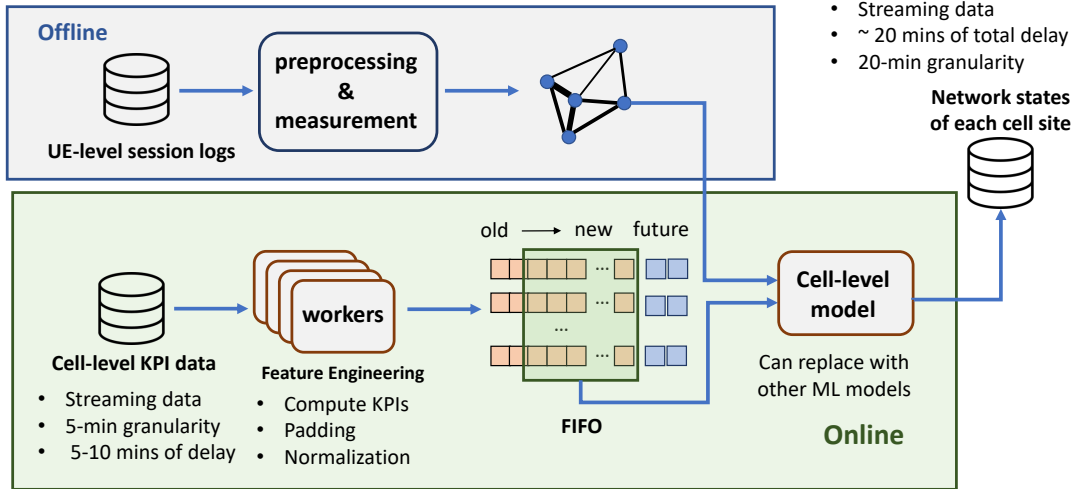 Offline
UE-level session logs
preprocessing
&
measurement
• Streaming data
• ~ 20 mins of total delay
• 20-min granularity
Network states
of each cell site
Cell-level KPI data
• Streaming data
• 5-min granularity
• 5-10 mins of delay
workers
Feature Engineering
• Compute KPIs
• Padding
• Normalization
old new future
...
...
...
...
FIFO
Cell-level
model
Can replace with
other ML models
Online